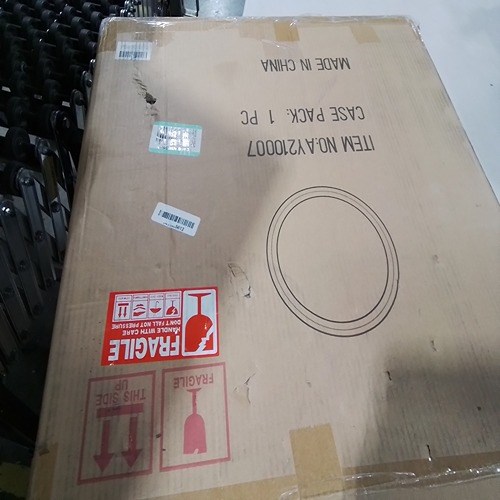 ITEM NO.AY210007
CASE PACK: 1 PC
MADE IN CHINA
FRAGILE
HANDLE WITH CARE
DON'T FALL NOT PRESSURE
FRAGILE
THIS SIDE
UP